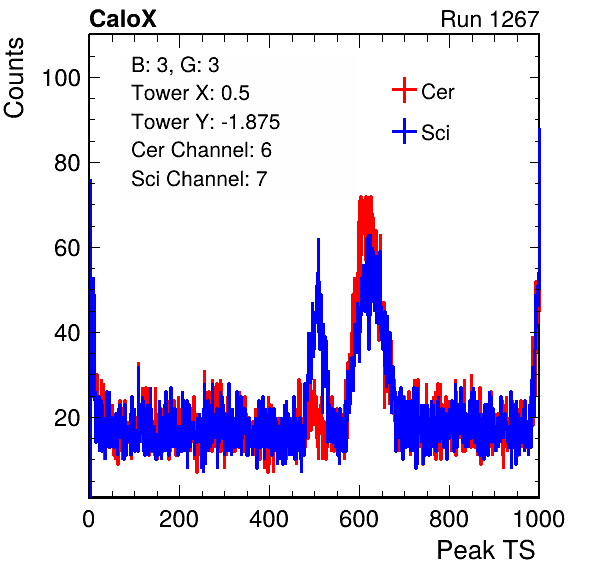 CaloX Run 1267
Counts
B: 3, G: 3
Tower X: 0.5
Tower Y: -1.875
Cer Channel: 6
Sci Channel: 7
Cer
Sci
100
80
60
40
20
0 200 400 600 800 1000
Peak TS